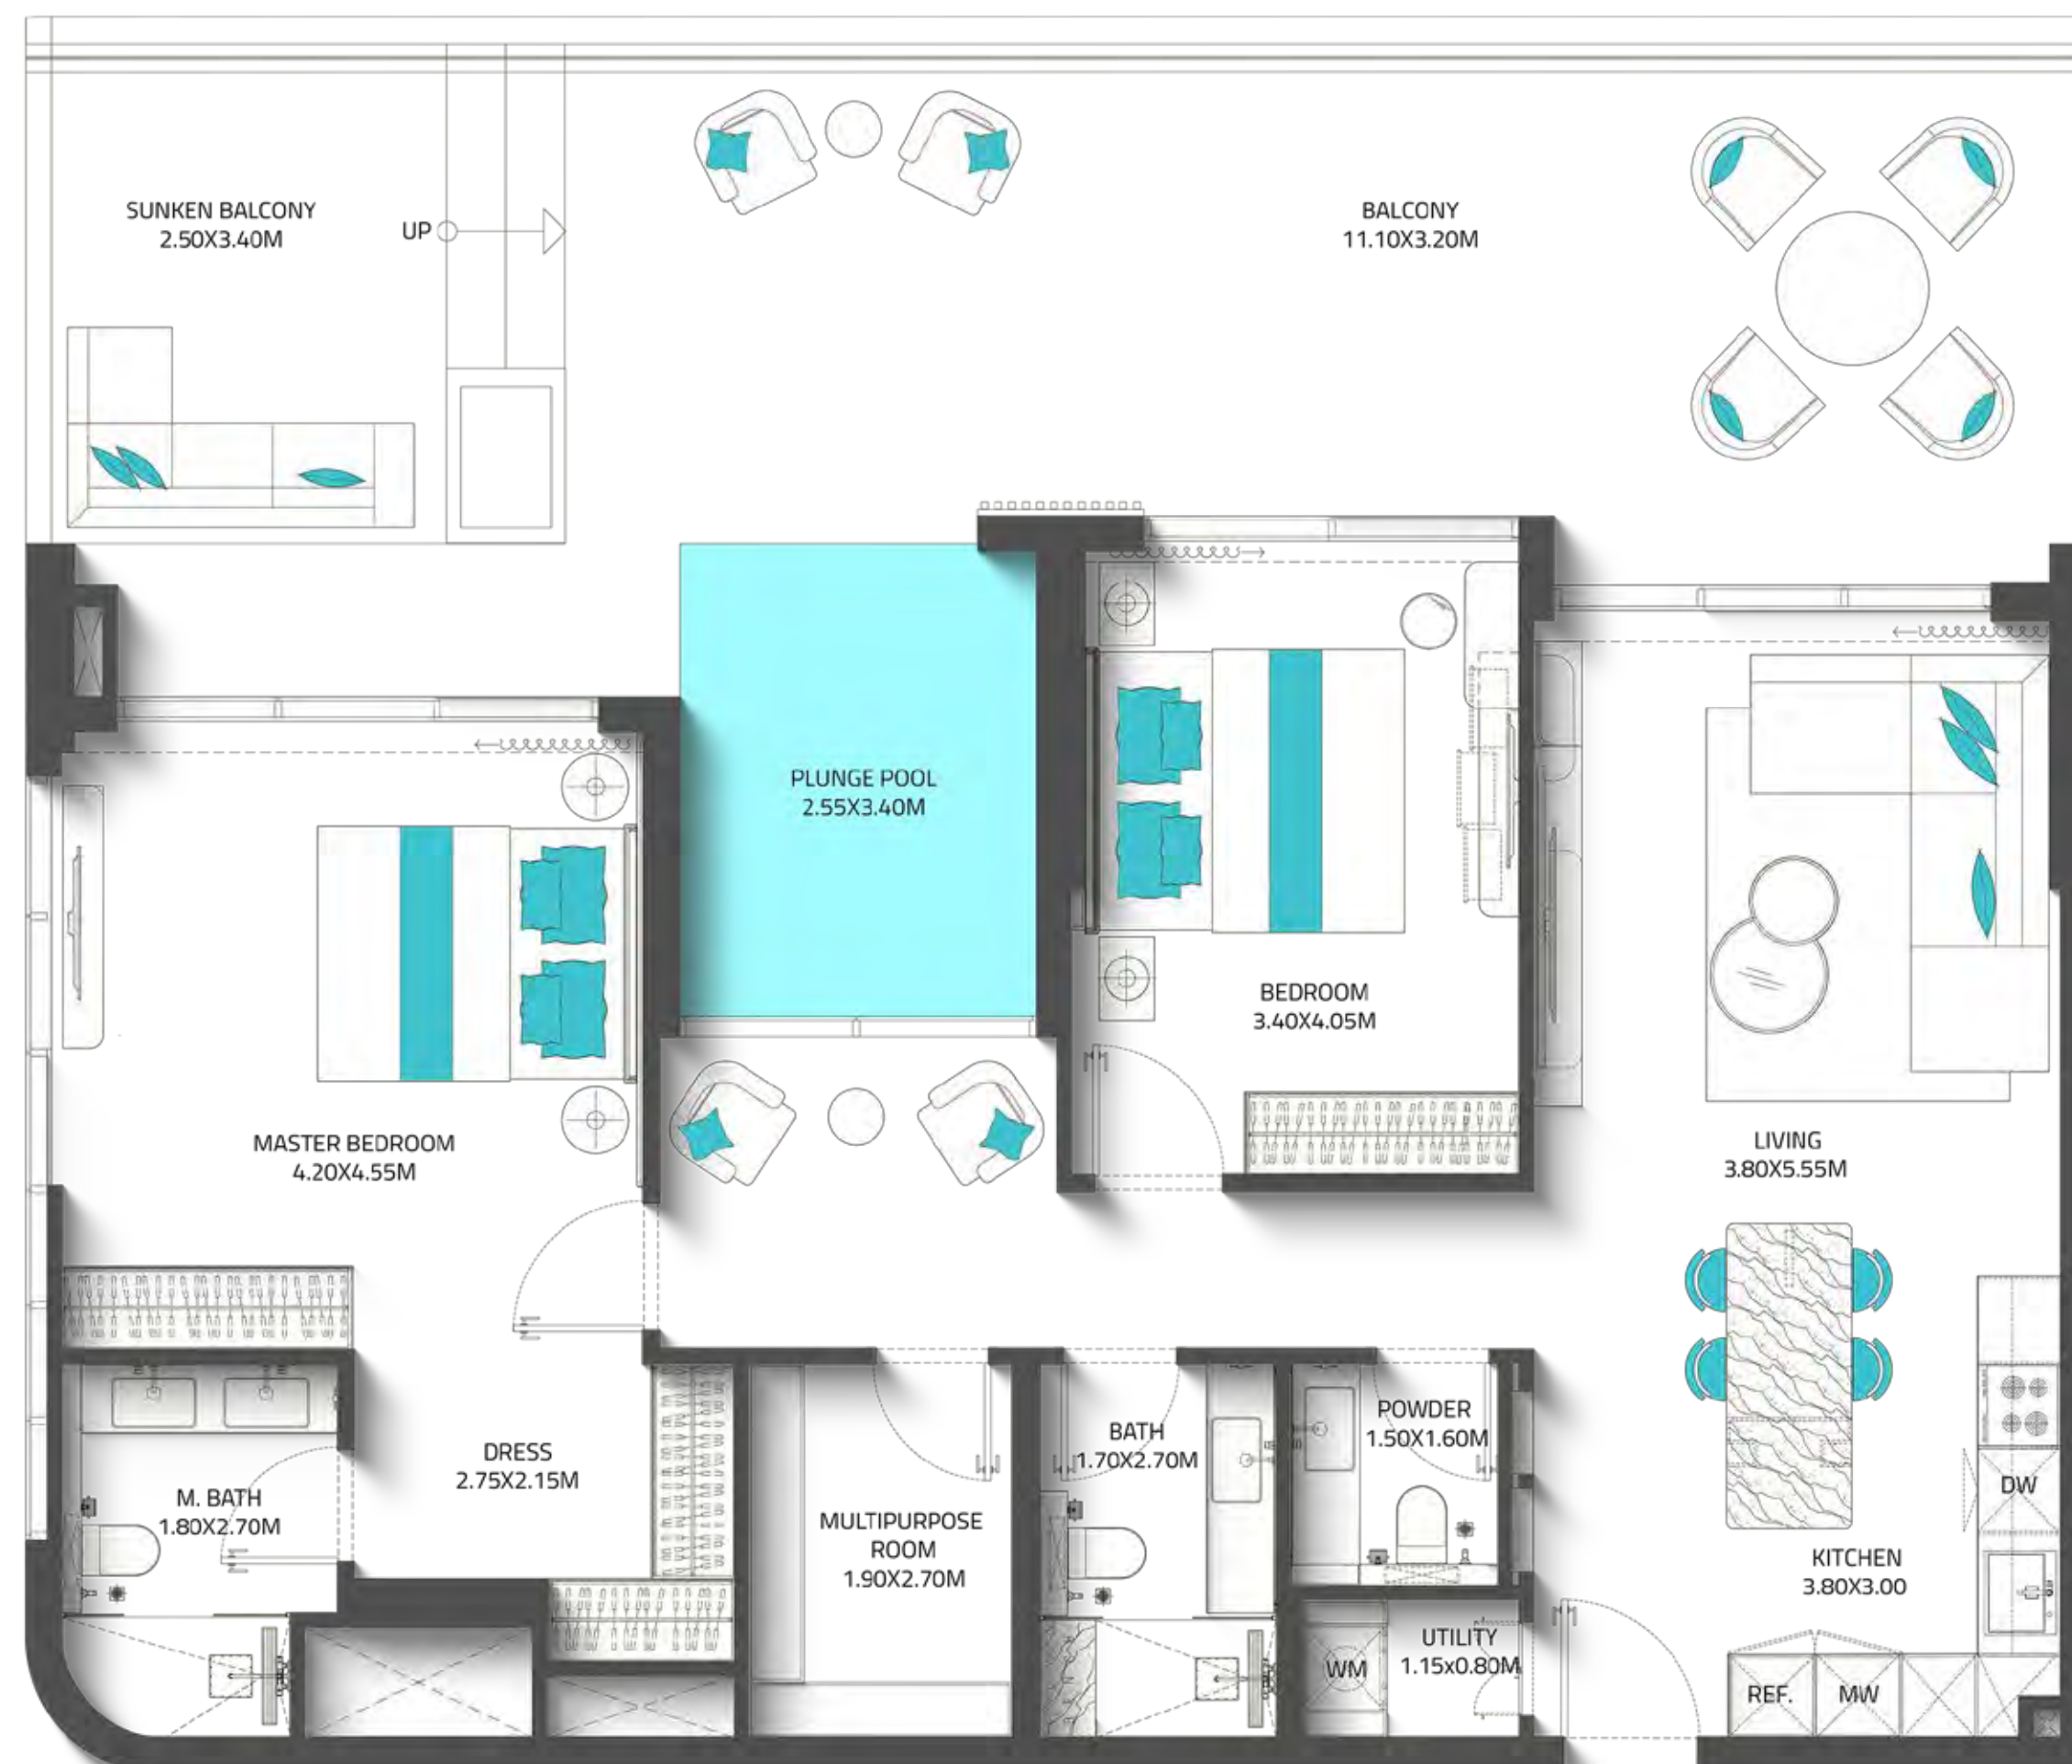 SUNKEN BALCONY
2.50X3.40M
UP
BALCONY
11.10X3.20M
PLUNGE POOL
2.55X3.40M
BEDROOM
3.40X4.05M
MASTER BEDROOM
4.20X4.55M
LIVING
3.80X5.55M
DRESS
2.75X2.15M
M. BATH
1.80X2.70M
MULTIPURPOSE
ROOM
1.90X2.70M
BATH
1.70X2.70M
POWDER
1.50X1.60M
DW
KITCHEN
3.80X3.00
UTILITY
1.15x0.80M
WM
REF.
MW